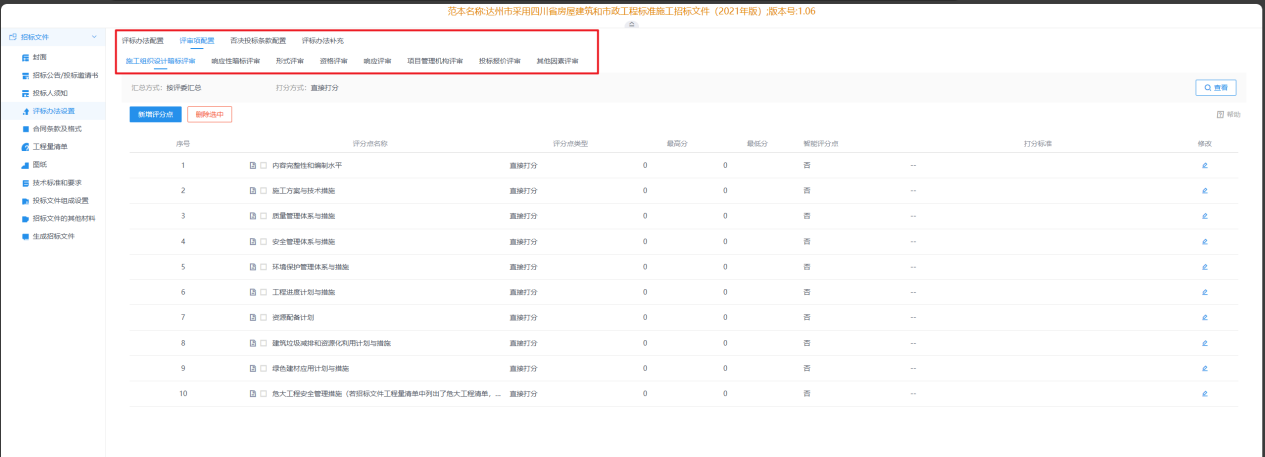 范本名称:达州市采用四川省房屋建筑和市政工程标准施工招标文件（2021年版）;版本号:1.06
招标文件
封面
招标公告/投标邀请书
投标人须知
评标办法设置
合同条款及格式
工程量清单
图纸
技术标准和要求
投标文件组成设置
招标文件的其他材料
生成招标文件
评标办法配置 评审项配置 否决投标条款配置 评标办法补充
施工组织设计暗标评审 响应性暗标评审 形式评审 资格评审 响应评审 项目管理机构评审 投标报价评审 其他因素评审
汇总方式: 按评委汇总 打分方式: 直接打分 查看
新增评分点 删除选中 帮助
序号 评分点名称 评分点类型 最高分 最低分 智能评分点 打分标准 修改
1 内容完整性和编制水平 直接打分 0 0 否 --
2 施工方案与技术措施 直接打分 0 0 否 --
3 质量管理体系与措施 直接打分 0 0 否 --
4 安全管理体系与措施 直接打分 0 0 否 --
5 环境保护管理体系与措施 直接打分 0 0 否 --
6 工程进度计划与措施 直接打分 0 0 否 --
7 资源配备计划 直接打分 0 0 否 --
8 建筑垃圾减排和资源化利用计划与措施 直接打分 0 0 否 --
9 绿色建材应用计划与措施 直接打分 0 0 否 --
10 危大工程安全管理措施（若招标文件工程量清单中列出了危大工程清单，... 直接打分 0 0 否 --